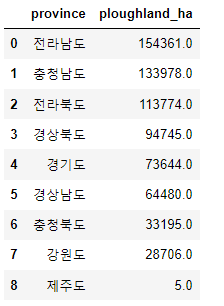 province ploughland_ha
0 전라남도 154361.0
1 충청남도 133978.0
2 전라북도 113774.0
3 경상북도 94745.0
4 경기도 73644.0
5 경상남도 64480.0
6 충청북도 33195.0
7 강원도 28706.0
8 제주도 5.0